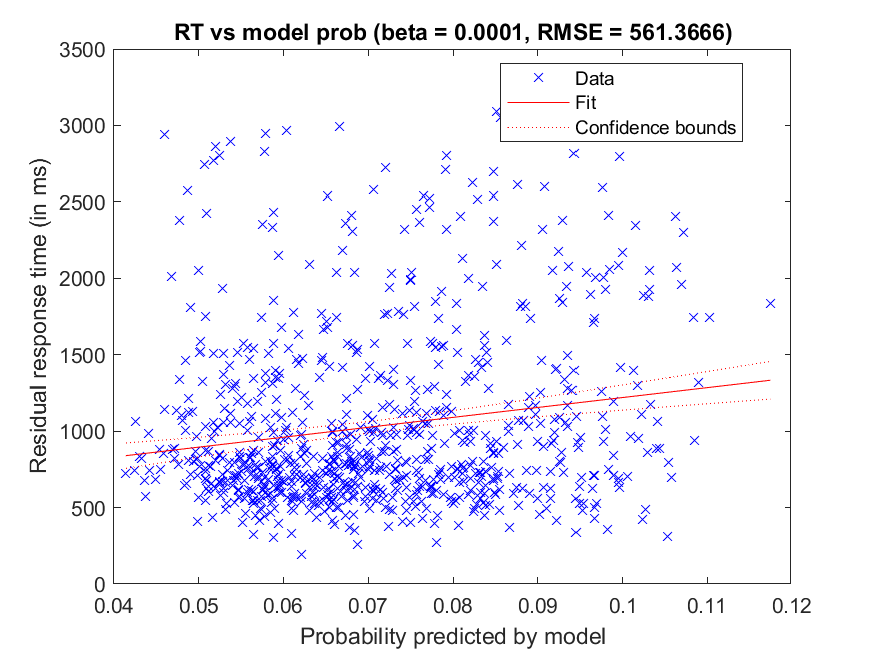 RT vs model prob (beta = 0.0001, RMSE = 561.3666)
3500
3000
2500
2000
1500
1000
500
0
Residual response time (in ms)
Data
Fit
Confidence bounds
0.04 0.05 0.06 0.07 0.08 0.09 0.1 0.11 0.12
Probability predicted by model